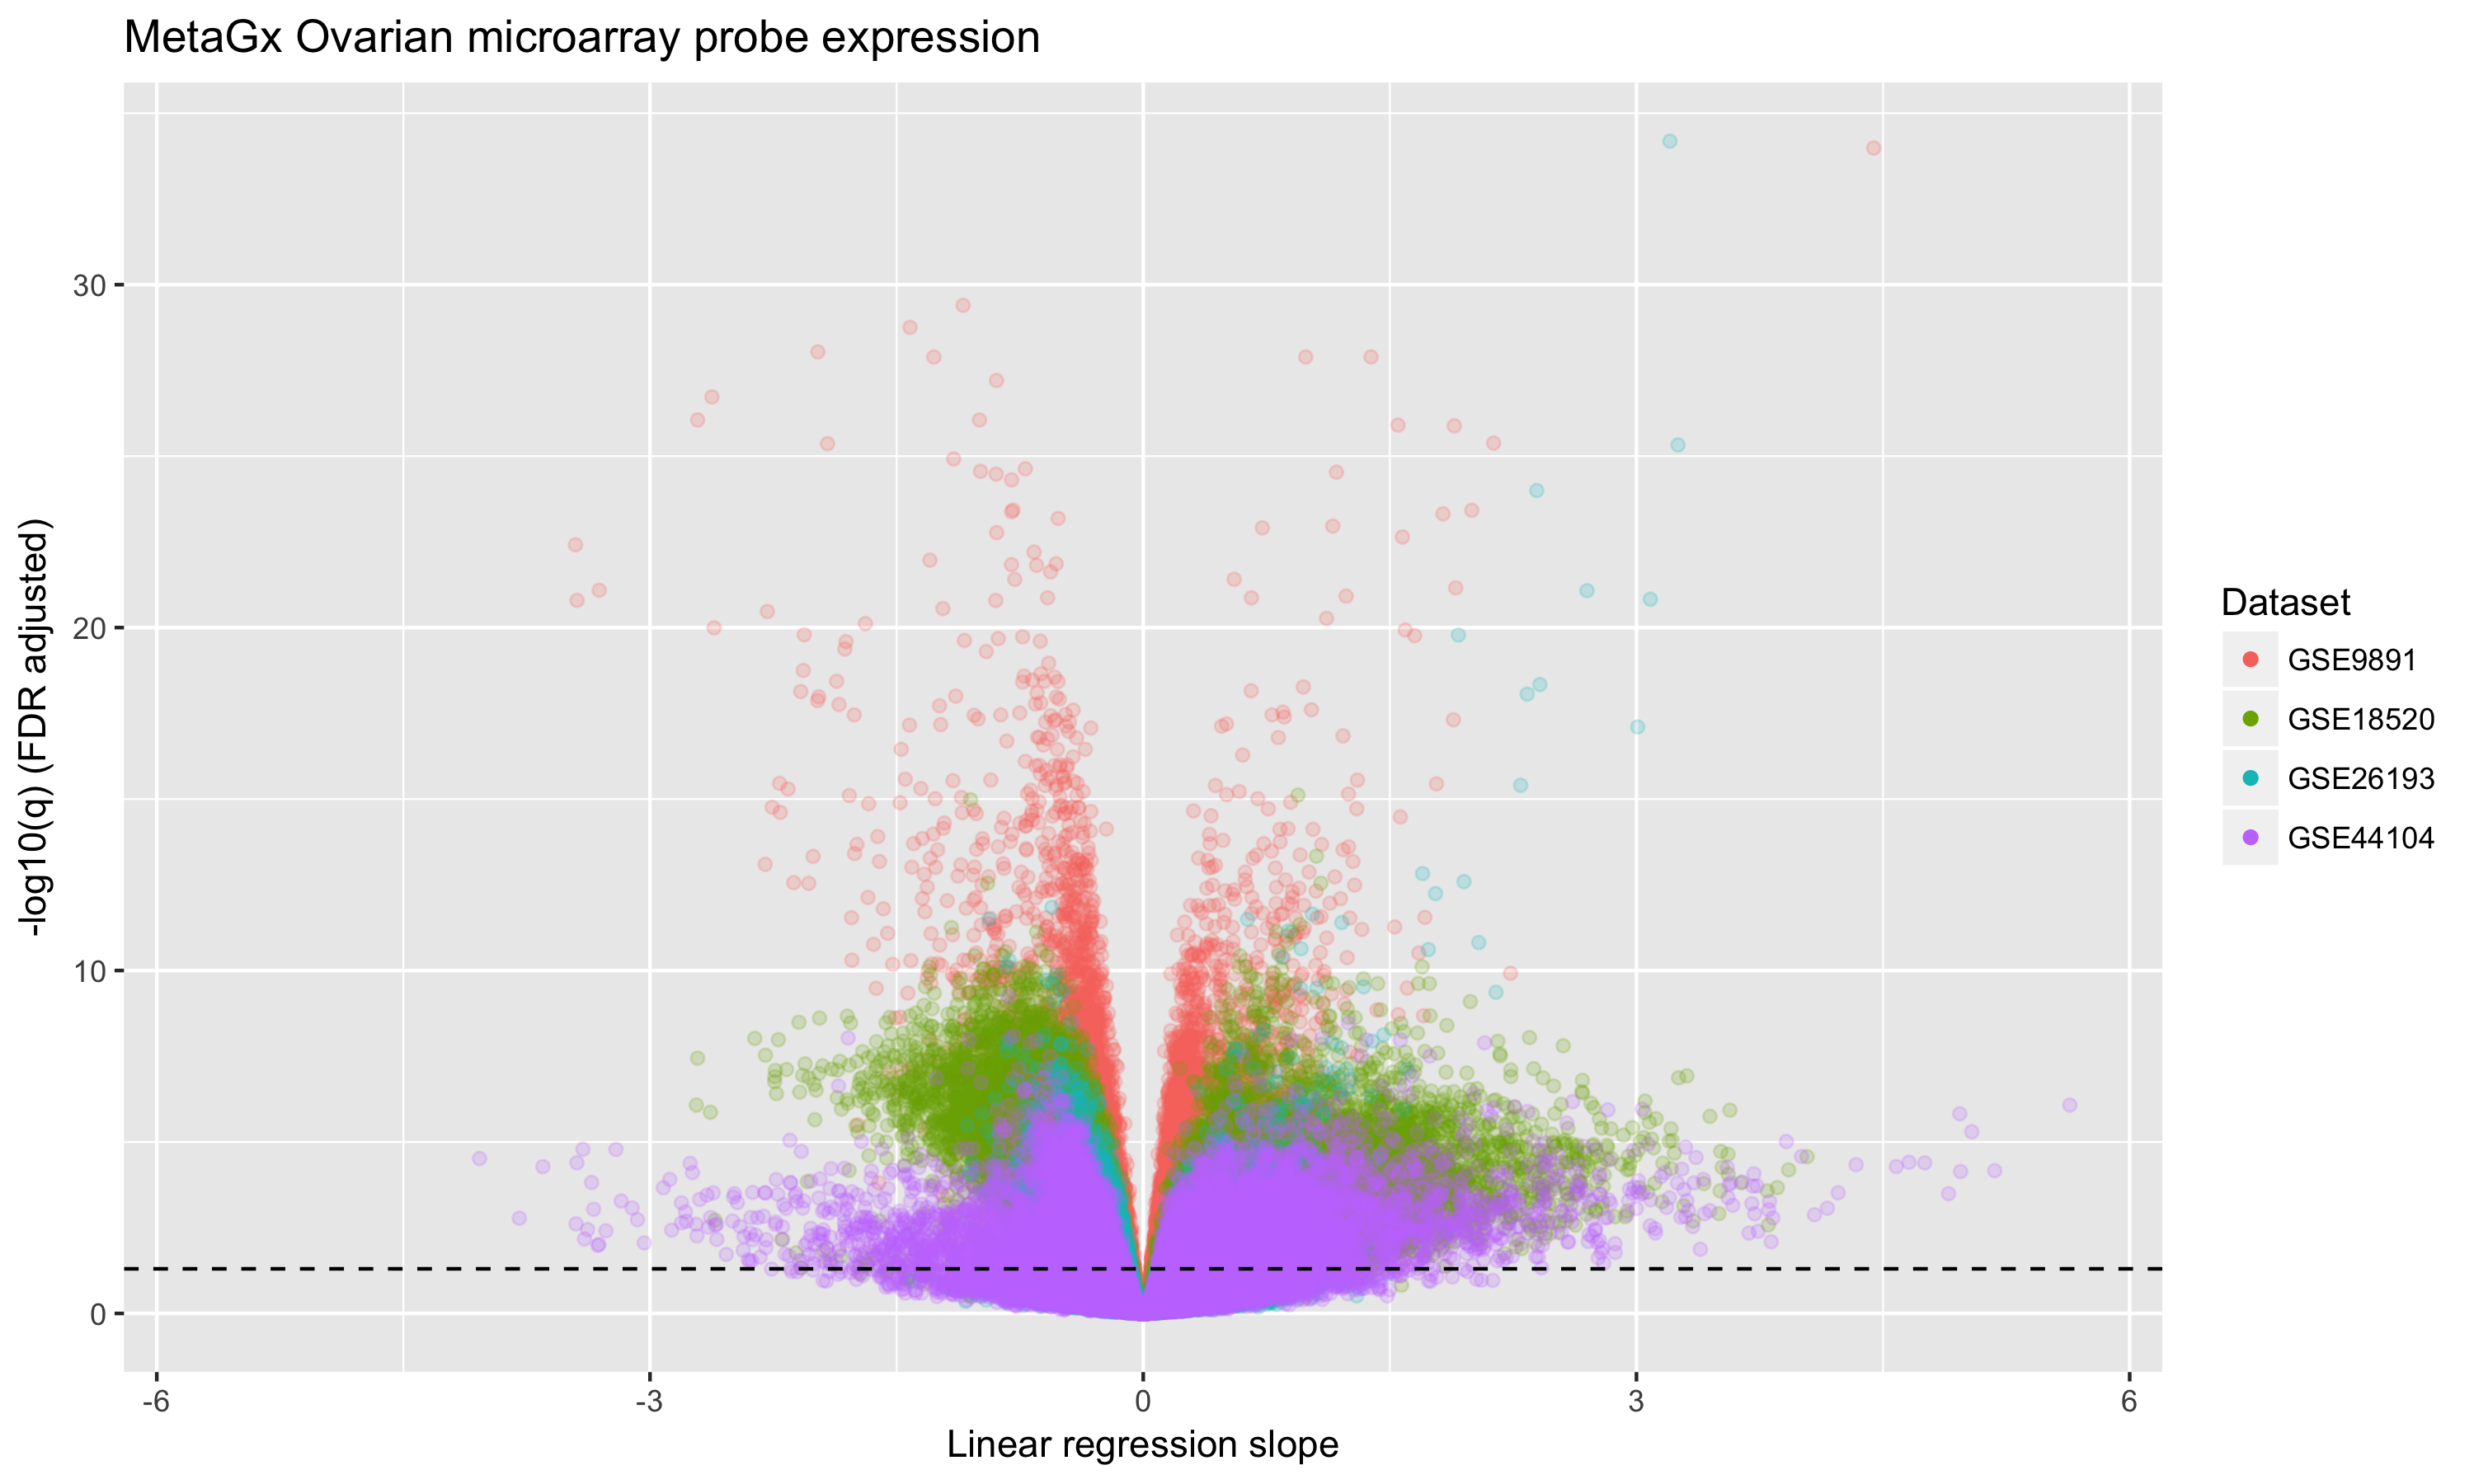 MetaGx Ovarian microarray probe expression
-log10(q) (FDR adjusted)
30
20
10
0
-6
-3
0
3
6
Linear regression slope
Dataset
GSE9891
GSE18520
GSE26193
GSE44104